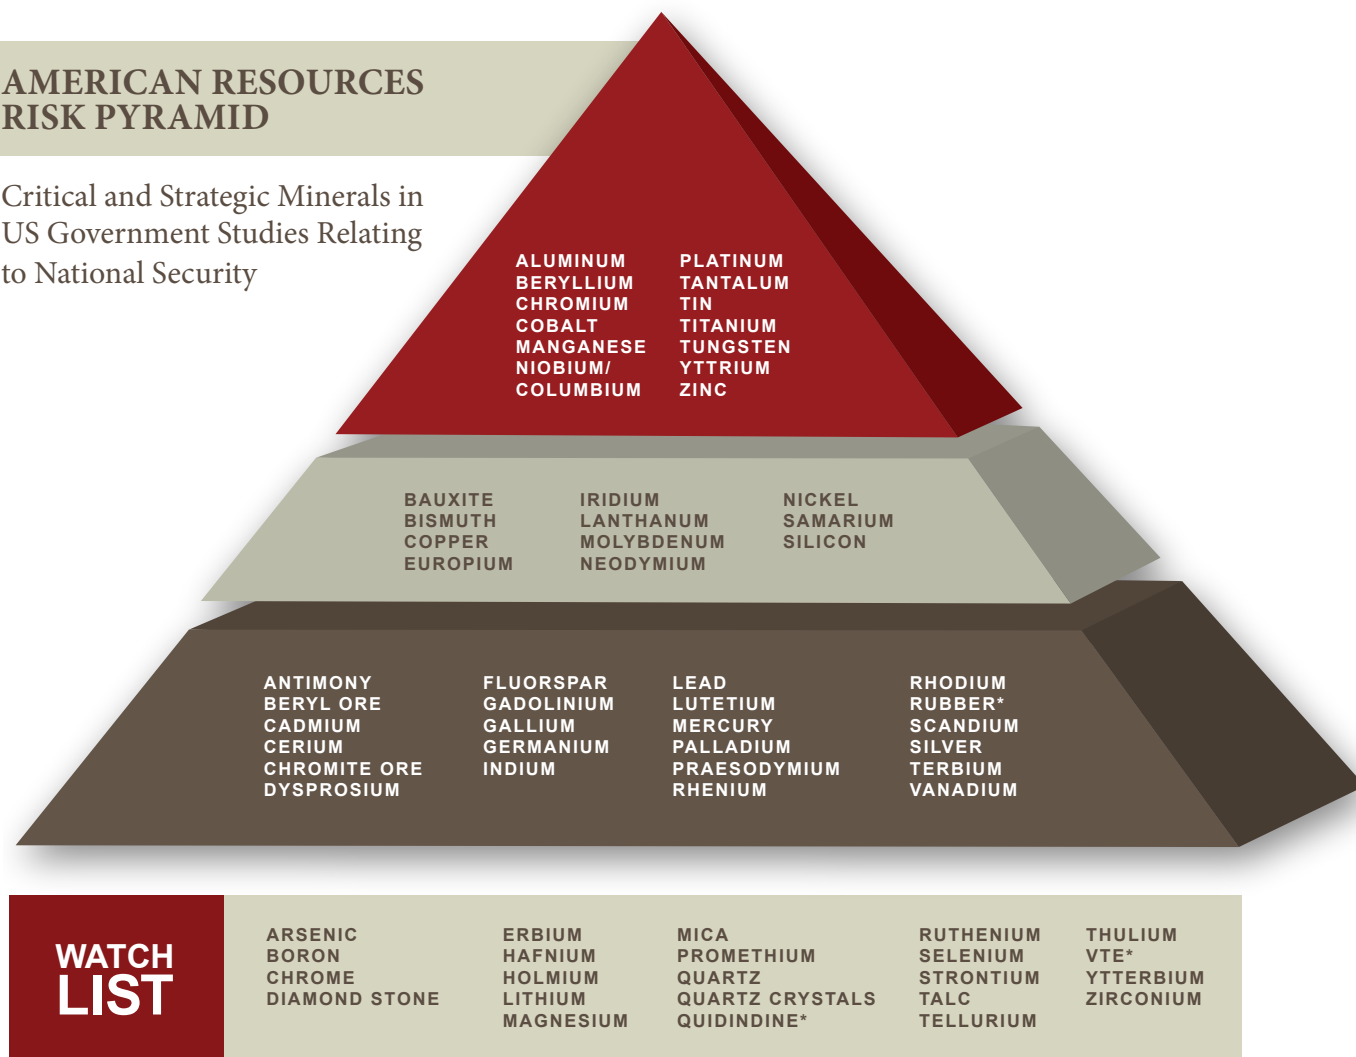 AMERICAN RESOURCES
RISK PYRAMID
Critical and Strategic Minerals in
US Government Studies Relating
to National Security
ALUMINUM
BERYLLIUM
CHROMIUM
COBALT
MANGANESE
NIOBIUM/
COLUMBIUM
PLATINUM
TANTALUM
TIN
TITANIUM
TUNGSTEN
YTTRIUM
ZINC
BAUXITE
BISMUTH
COPPER
EUROPIUM
IRIDIUM
LANTHANUM
MOLYBDENUM
NEODYMIUM
NICKEL
SAMARIUM
SILICON
ANTIMONY
BERYL ORE
CADMIUM
CERIUM
CHROMITE ORE
DYSPROSIUM
FLUORSPAR
GADOLINIUM
GALLIUM
GERMANIUM
INDIUM
LEAD
LUTETIUM
MERCURY
PALLADIUM
PRAESODYMIUM
RHENIUM
RHODIUM
RUBBER*
SCANDIUM
SILVER
TERBIUM
VANADIUM
WATCH
LIST
ARSENIC
BORON
CHROME
DIAMOND STONE
ERBIUM
HAFNIUM
HOLMIUM
LITHIUM
MAGNESIUM
MICA
PROMETHIUM
QUARTZ
QUARTZ CRYSTALS
QUIDINDINE*
RUTHENIUM
SELENIUM
STRONTIUM
TALC
TELLURIUM
THULIUM
VTE*
YTTERBIUM
ZIRCONIUM